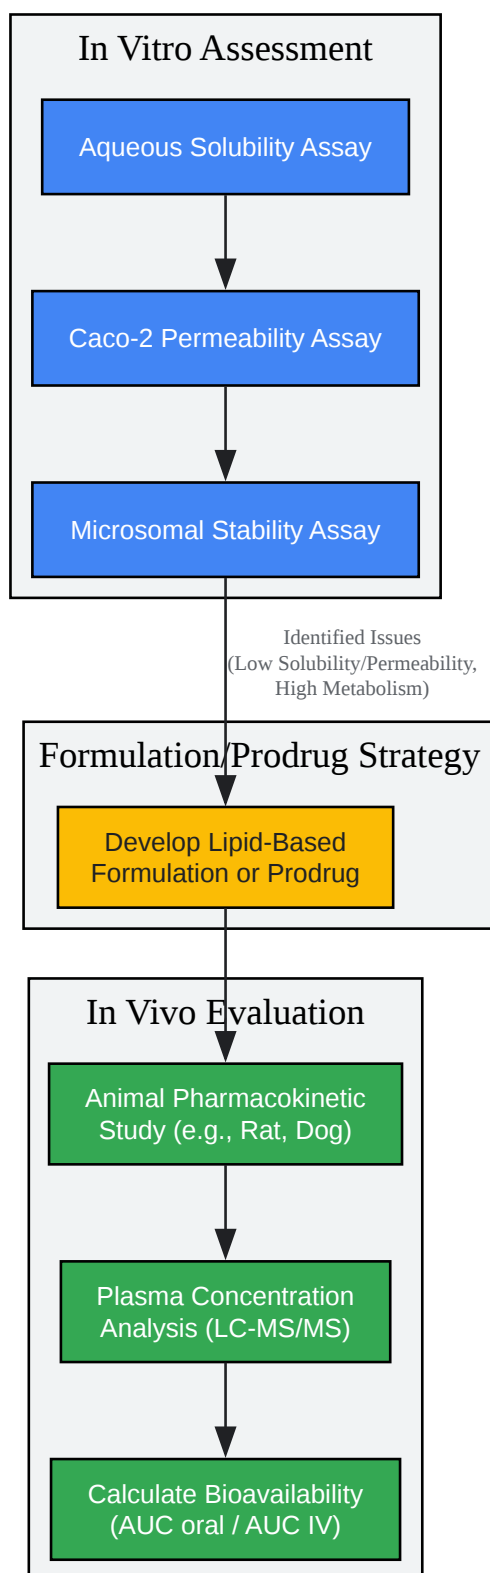 In Vitro Assessment
Aqueous Solubility Assay
Caco-2 Permeability Assay
Microsomal Stability Assay
Identified Issues
(Low Solubility/Permeability,
High Metabolism)
Formulation/Prodrug Strategy
Develop Lipid-Based
Formulation or Prodrug
In Vivo Evaluation
Animal Pharmacokinetic
Study (e.g., Rat, Dog)
Plasma Concentration
Analysis (LC-MS/MS)
Calculate Bioavailability
(AUC oral / AUC IV)